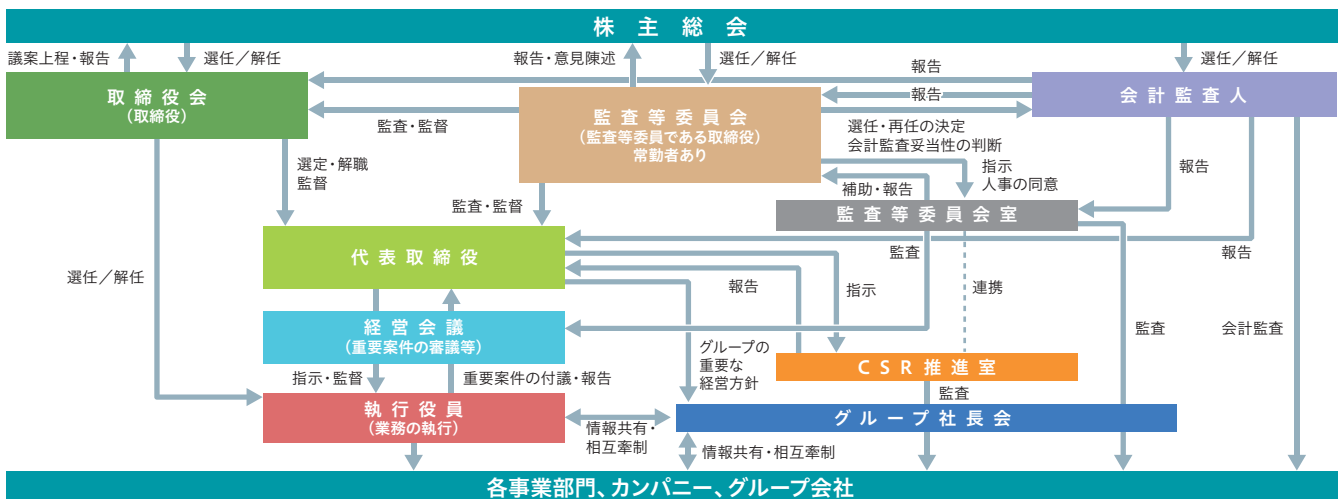 株主総会
議案上程・報告
選任／解任
報告・意見陳述
選任／解任
報告
選任／解任
取締役会
(取締役)
監査・監督
監査等委員会
(監査等委員である取締役)
常勤者あり
報告
会計監査人
選任・再任の決定
会計監査妥当性の判断
選定・解職
監督
指示
人事の同意
報告
補助・報告
監査・監督
監査等委員会室
代表取締役
監査
報告
選任／解任
報告
指示
連携
経営会議
(重要案件の審議等)
監査
会計監査
グループの
重要な
経営方針
CSR推進室
指示・監督
重要案件の付議・報告
監査
執行役員
(業務の執行)
グループ社長会
情報共有・
相互牽制
情報共有・相互牽制
各事業部門、カンパニー、グループ会社